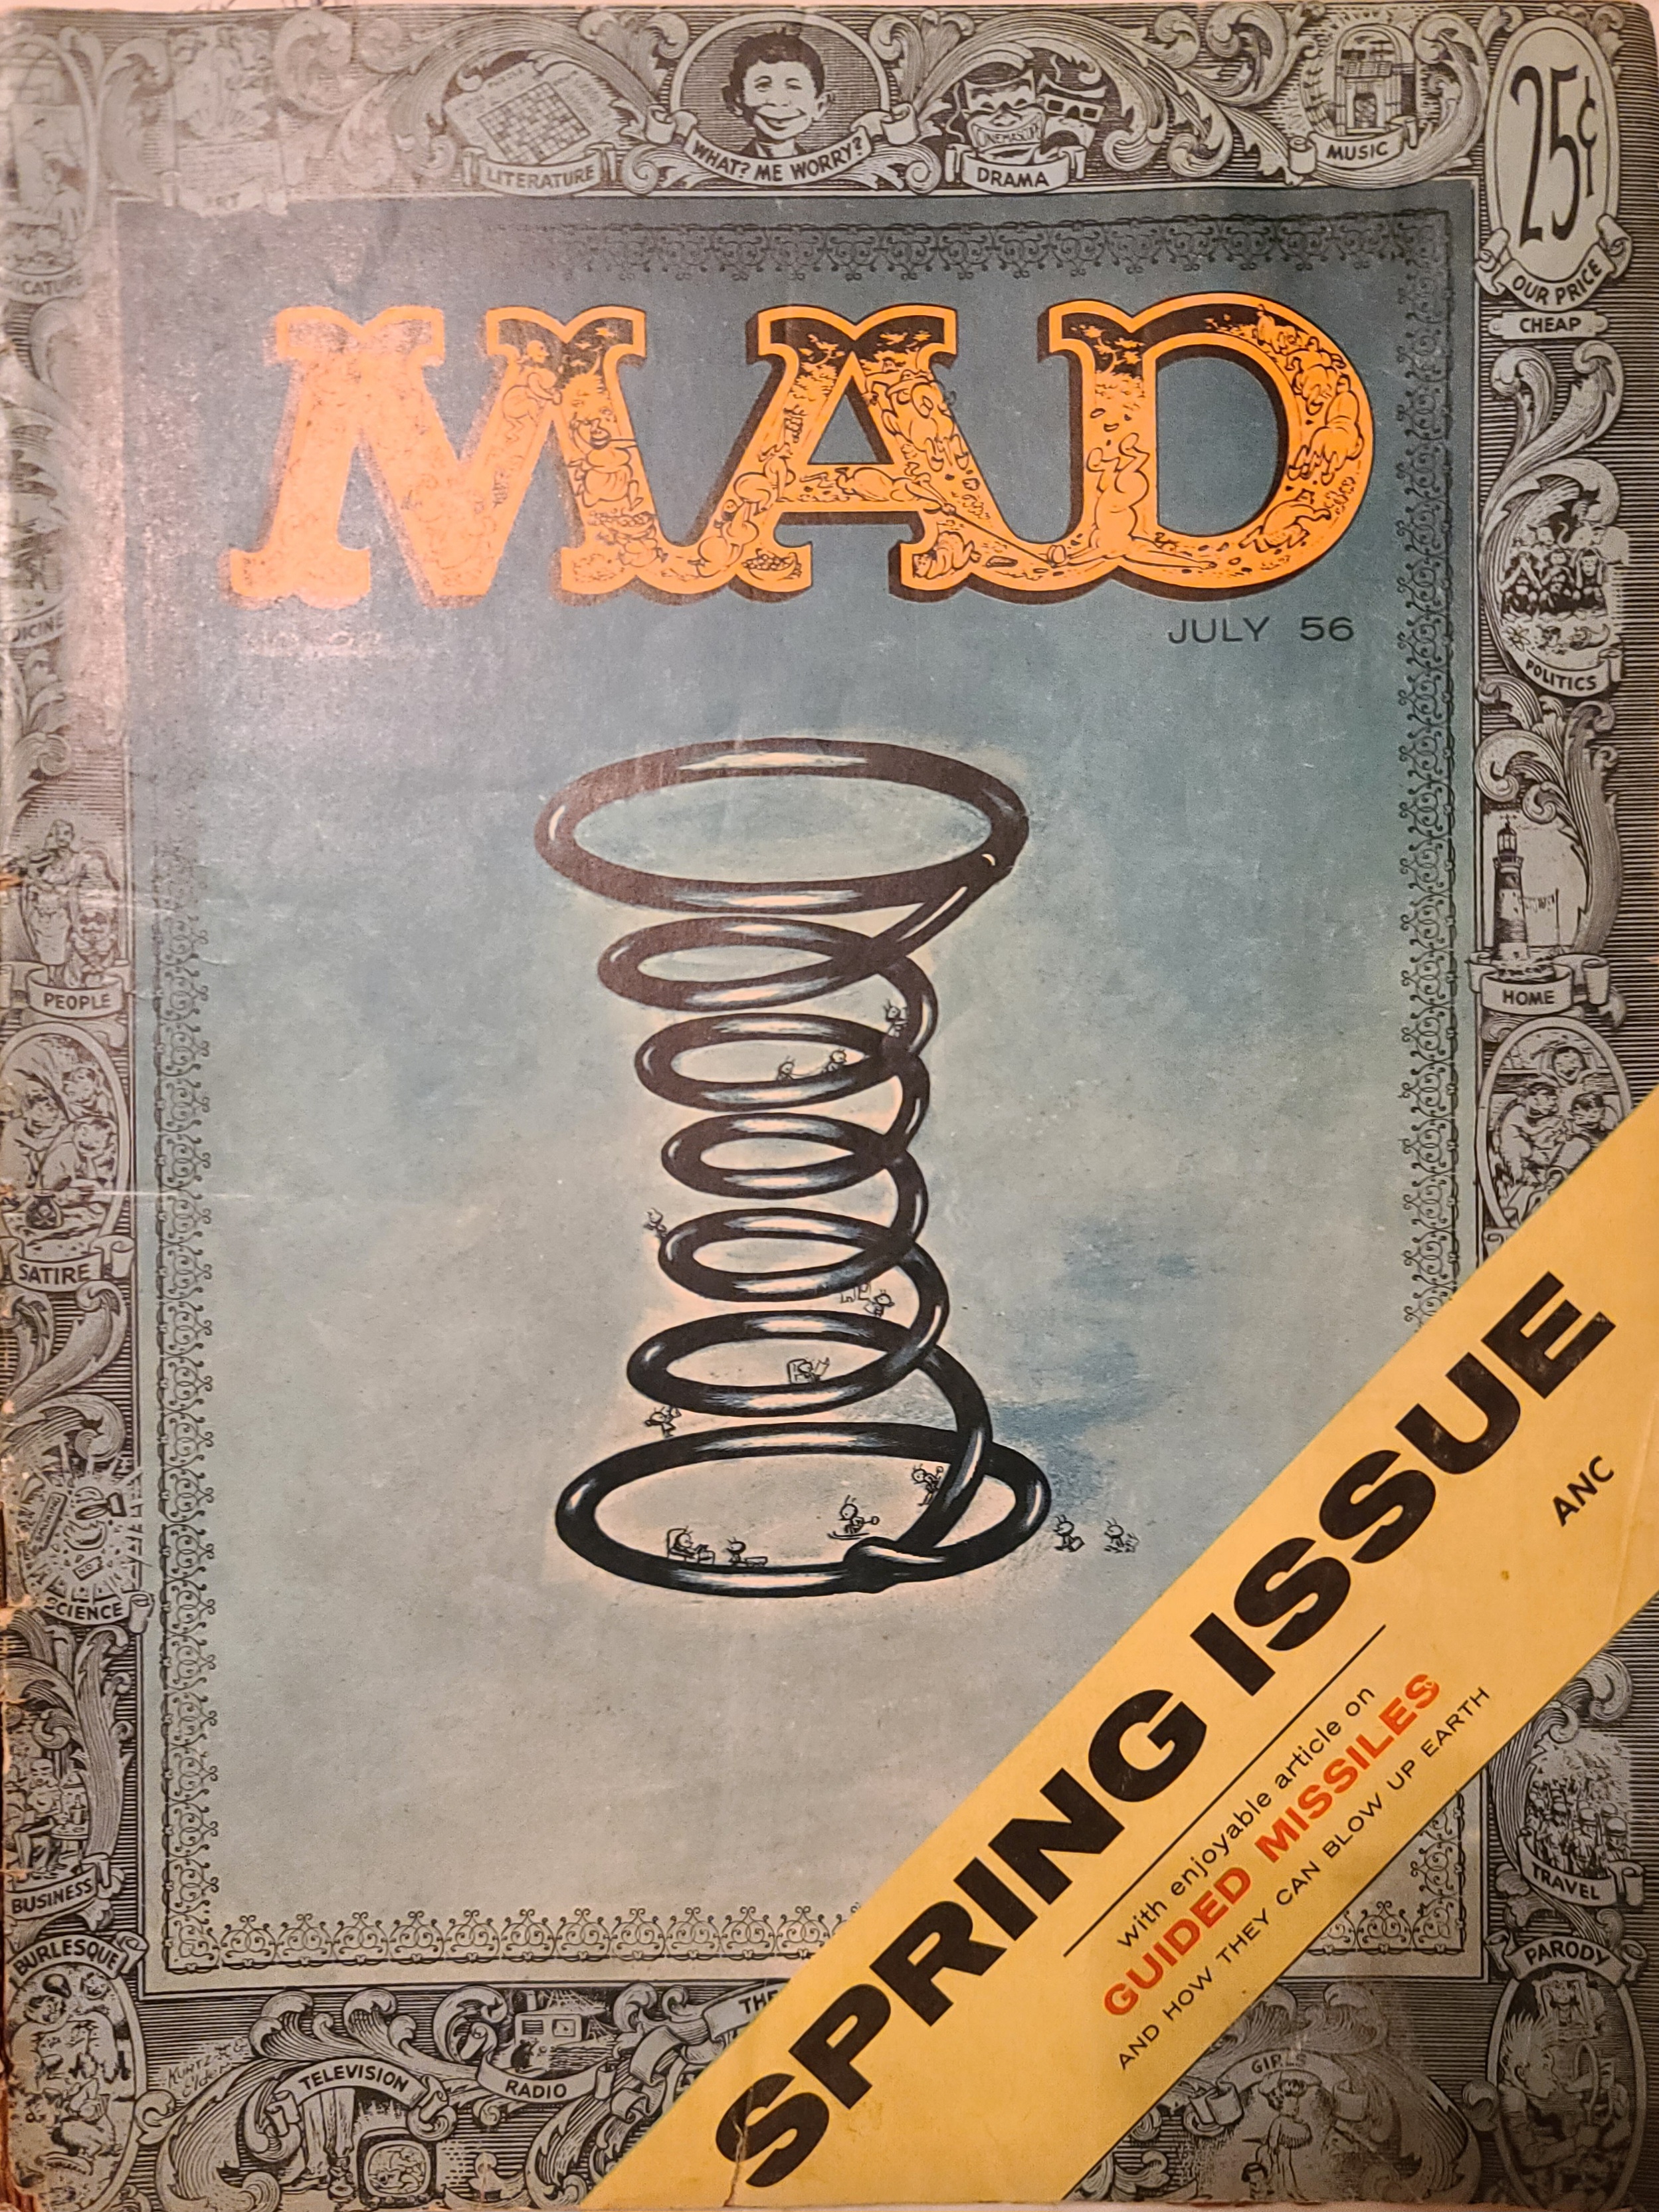 WHAT? ME WORRY?
LITERATURE
DRAMA
CINEMASCOPE
MUSIC
25¢
OUR PRICE
CHEAP
MAD
JULY 56
POLITICS
PEOPLE
HOME
SATIRE
SCIENCE
SPRING ISSUE
ANC
with enjoyable article on
GUIDED MISSILES
AND HOW THEY CAN BLOW UP EARTH
BUSINESS
TRAVEL
BURLESQUE
PARODY
THE
TELEVISION
RADIO
GIRLS